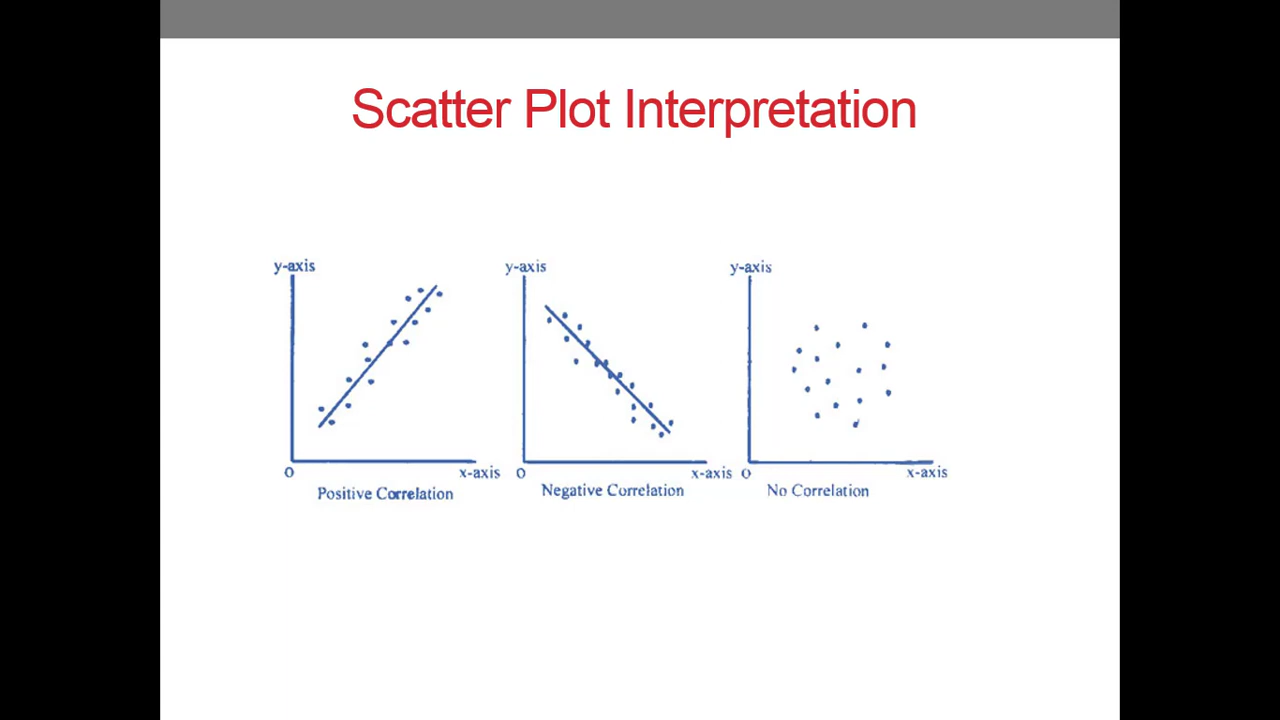 Scatter Plot Interpretation
y-axis
0
x-axis
Positive Correlation
y-axis
0
x-axis
Negative Correlation
y-axis
0
x-axis
No Correlation